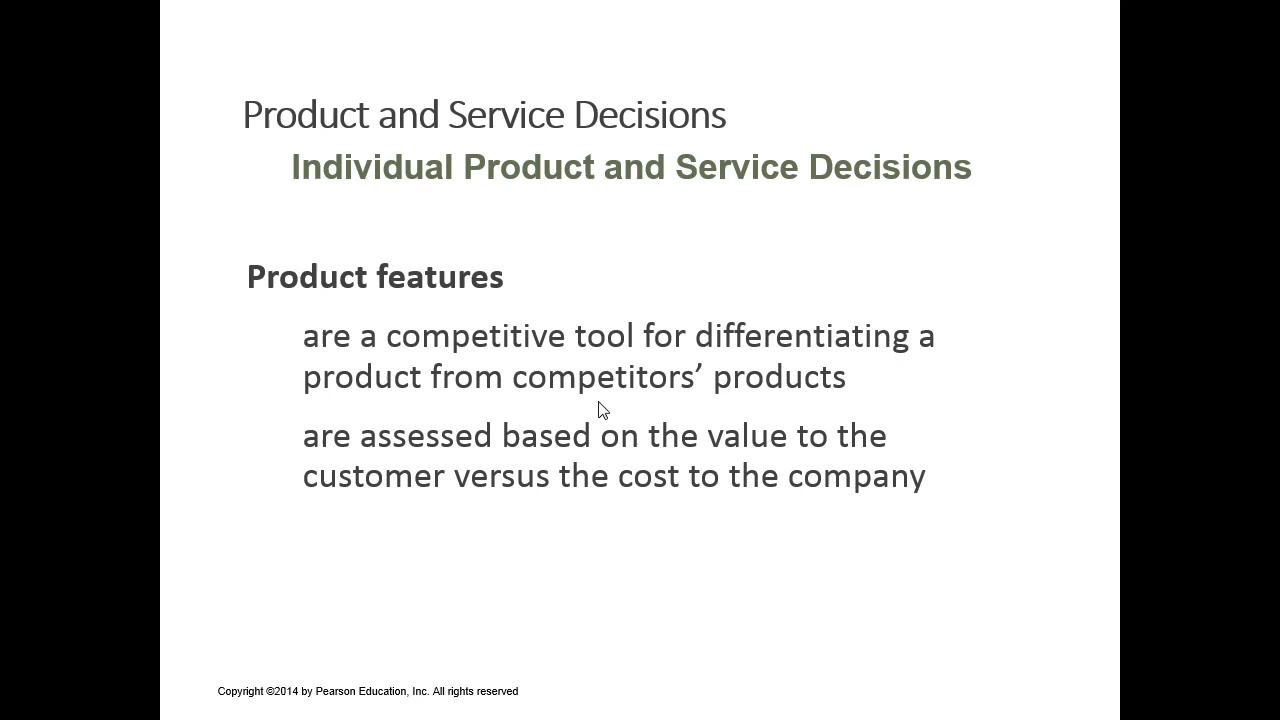 Product and Service Decisions
Individual Product and Service Decisions
Product features
are a competitive tool for differentiating a
product from competitors’ products
are assessed based on the value to the
customer versus the cost to the company
Copyright ©2014 by Pearson Education, Inc. All rights reserved